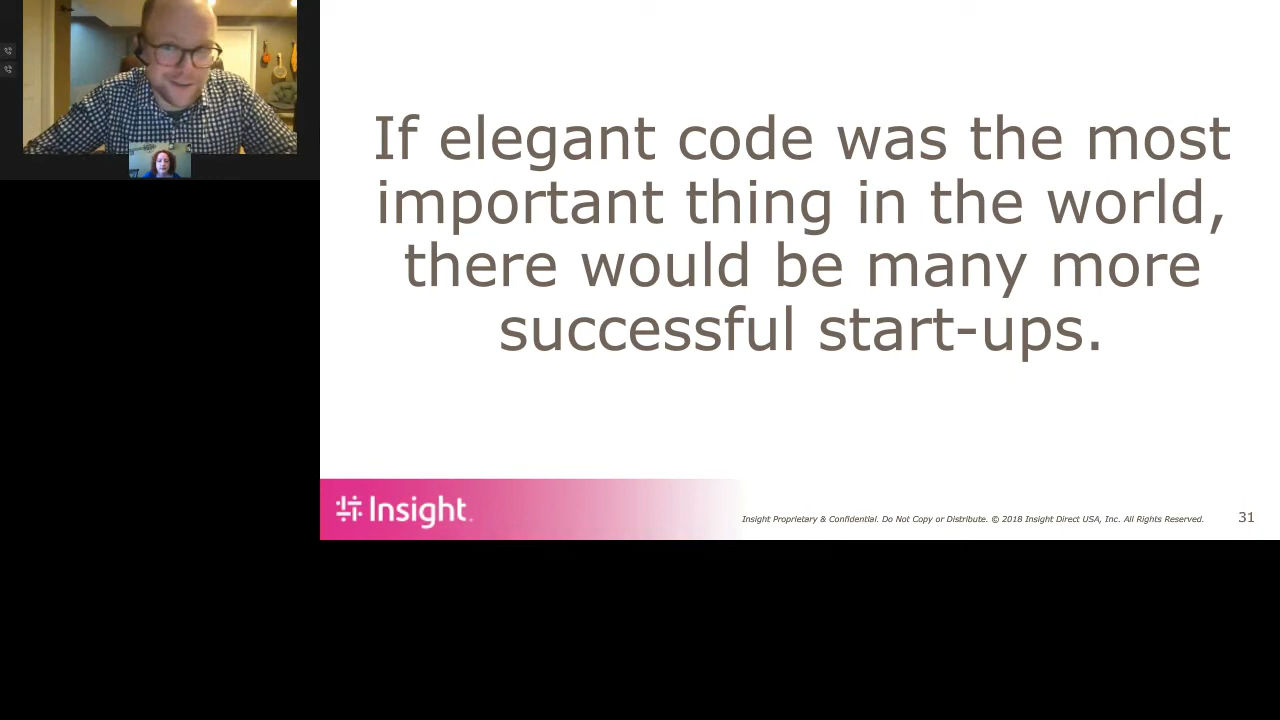 If elegant code was the most
important thing in the world,
there would be many more
successful start-ups.
Insight.
Insight Proprietary & Confidential. Do Not Copy or Distribute. © 2018 Insight Direct USA, Inc. All Rights Reserved.
31